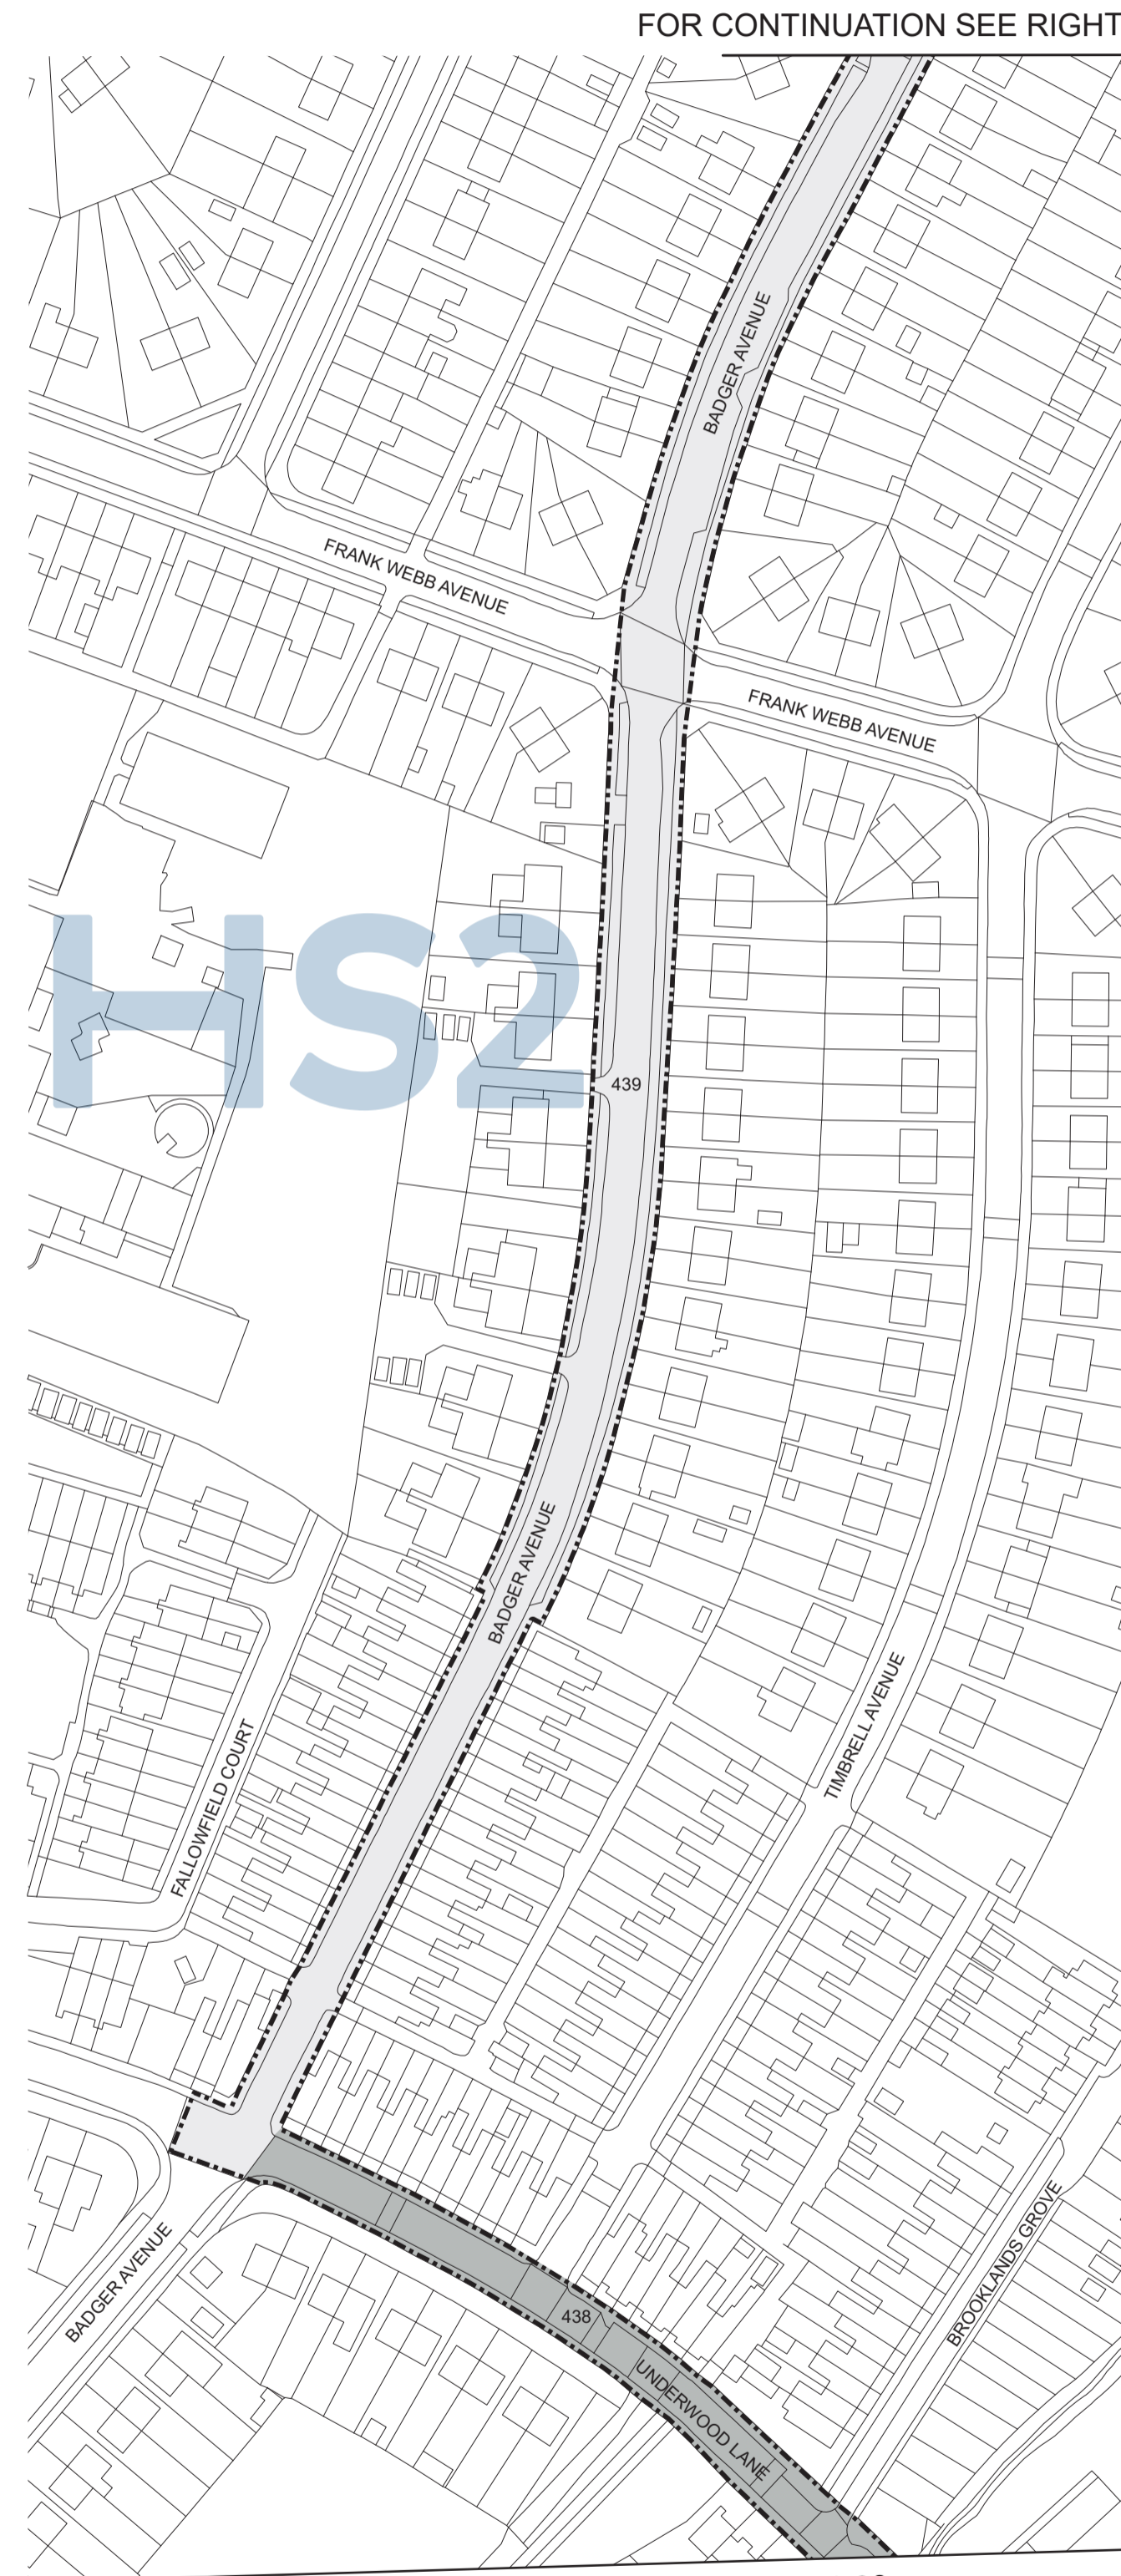 FOR CONTINUATION SEE RIGHT
BADGER AVENUE
FRANK WEBB AVENUE
FRANK WEBB AVENUE
HS2
439
BADGER AVENUE
TIMBRELL AVENUE
FALLOWFIELD COURT
BROOKLANDS GROVE
BADGER AVENUE
438
UNDERWOOD LANE